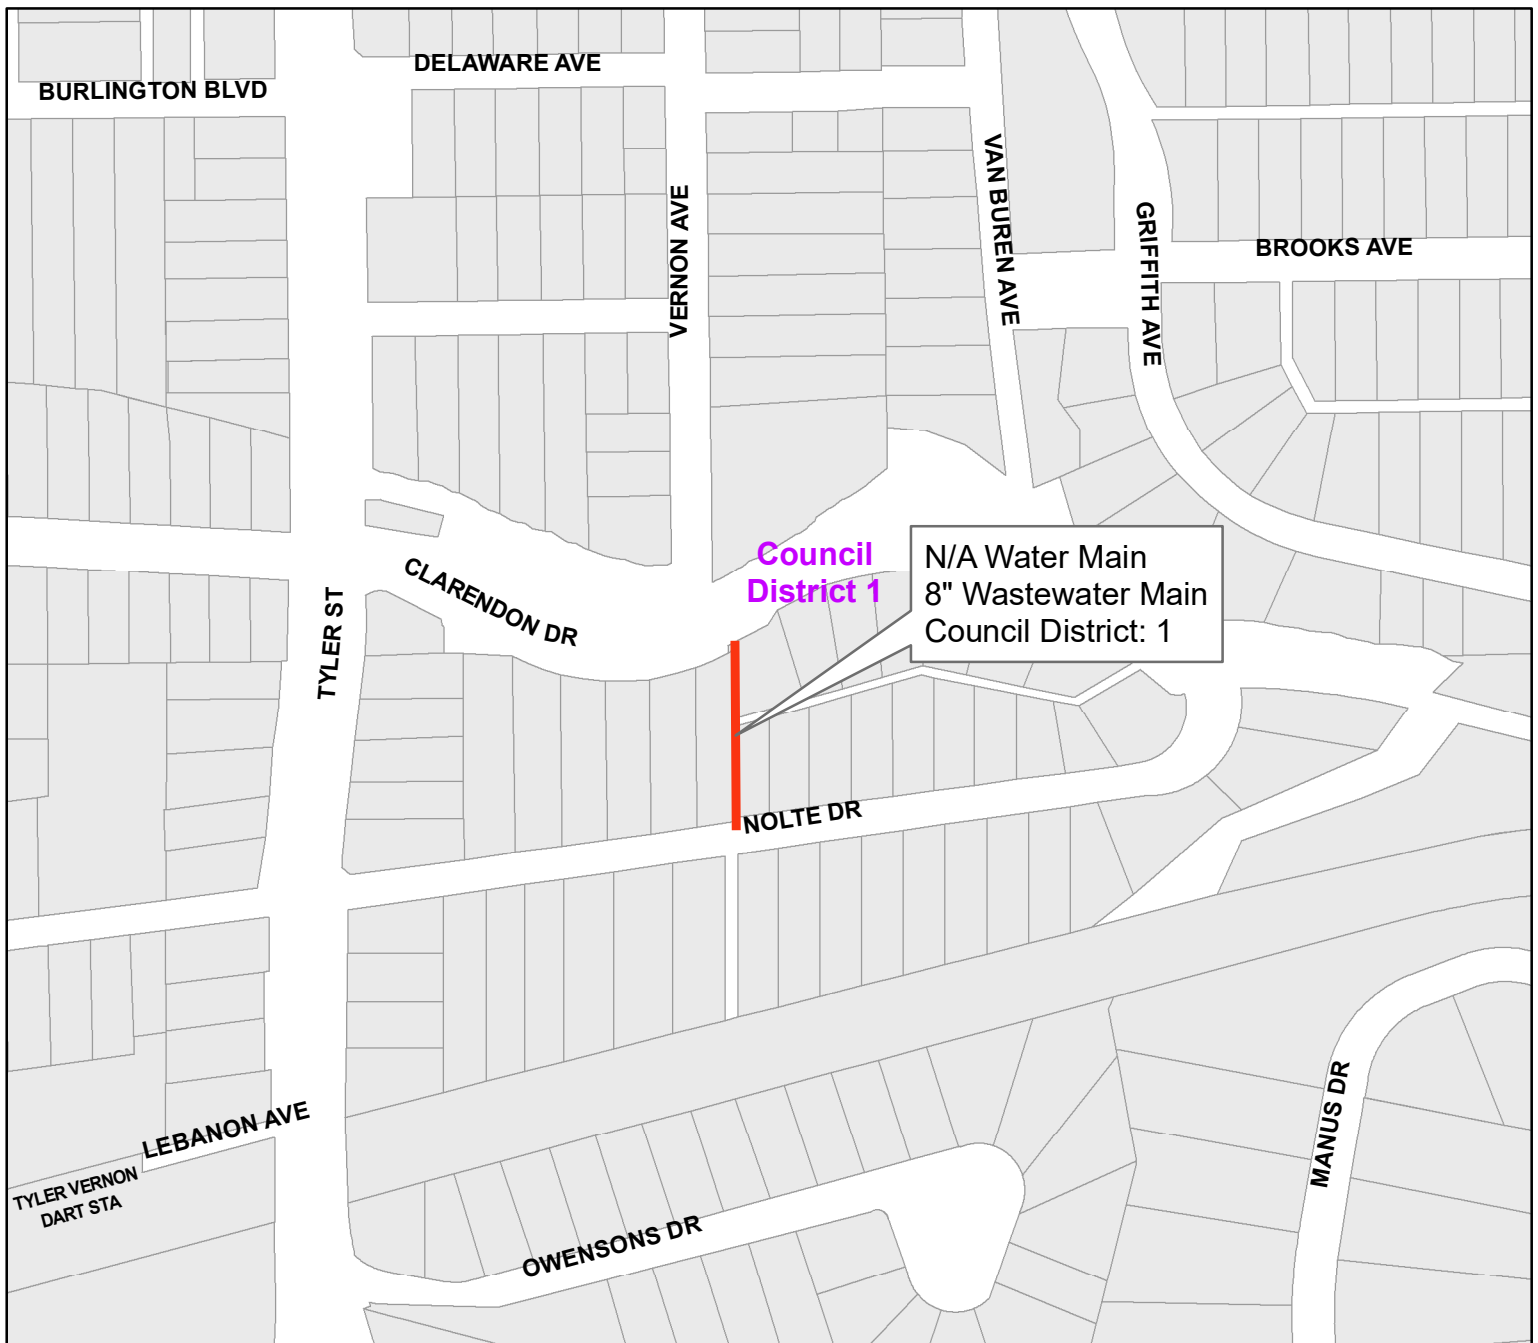 DELAWARE AVE
BURLINGTON BLVD
VAN BUREN AVE
VERNON AVE
GRIFFITH AVE
BROOKS AVE
Council
District 1
N/A Water Main
8" Wastewater Main
Council District: 1
CLARENDON DR
TYLER ST
NOLTE DR
MANUS DR
LEBANON AVE
TYLER VERNON
DART STA
OWENSONS DR